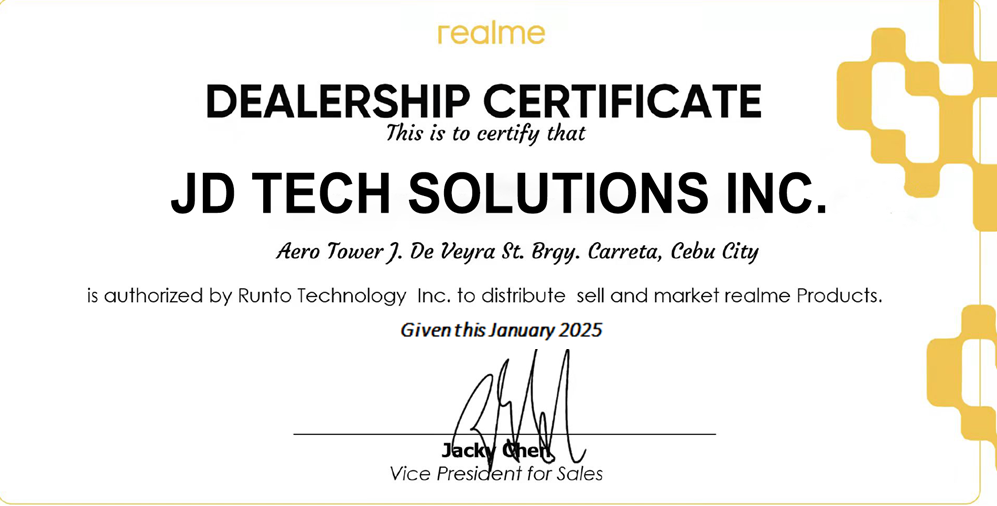 realme
DEALERSHIP CERTIFICATE
This is to certify that
JD TECH SOLUTIONS INC.
Aero Tower J. De Veyra St. Brgy. Carreta, Cebu City
is authorized by Runto Technology Inc. to distribute sell and market realme Products.
Given this January 2025
Jacky Chen
Vice President for Sales